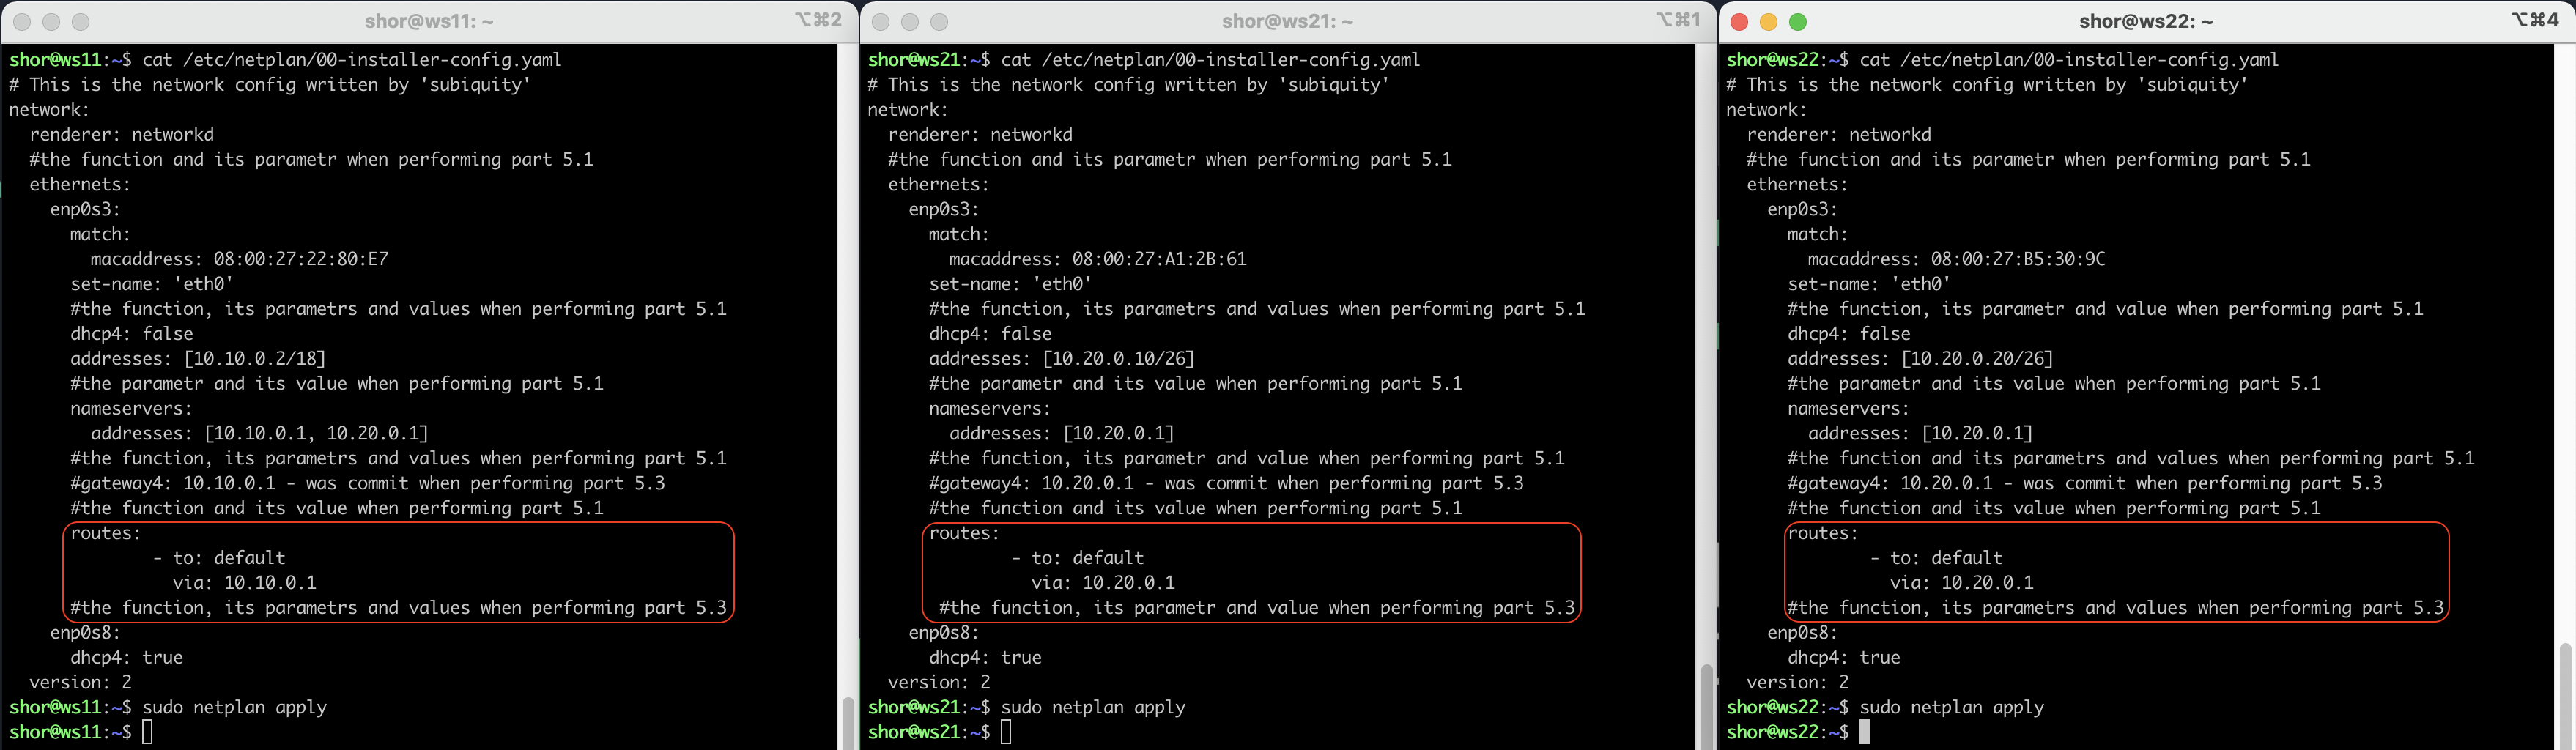 shor@ws11: ~
⌥⌘2
shor@ws11:~$ cat /etc/netplan/00-installer-config.yaml
# This is the network config written by 'subiquity'
network:
  renderer: networkd
  #the function and its parametr when performing part 5.1
  ethernets:
    enp0s3:
      match:
        macaddress: 08:00:27:22:80:E7
      set-name: 'eth0'
      #the function, its parametrs and values when performing part 5.1
      dhcp4: false
      addresses: [10.10.0.2/18]
      #the parametr and its value when performing part 5.1
      nameservers:
        addresses: [10.10.0.1, 10.20.0.1]
      #the function, its parametrs and values when performing part 5.1
      #gateway4: 10.10.0.1 - was commit when performing part 5.3
      #the function and its value when performing part 5.1
      routes:
              - to: default
                via: 10.10.0.1
      #the function, its parametrs and values when performing part 5.3
    enp0s8:
      dhcp4: true
  version: 2
shor@ws11:~$ sudo netplan apply
shor@ws11:~$
shor@ws21: ~
⌥⌘1
shor@ws21:~$ cat /etc/netplan/00-installer-config.yaml
# This is the network config written by 'subiquity'
network:
  renderer: networkd
  #the function and its parametr when performing part 5.1
  ethernets:
    enp0s3:
      match:
        macaddress: 08:00:27:A1:2B:61
      set-name: 'eth0'
      #the function, its parametrs and values when performing part 5.1
      dhcp4: false
      addresses: [10.20.0.10/26]
      #the parametr and its value when performing part 5.1
      nameservers:
        addresses: [10.20.0.1]
      #the function, its parametr and value when performing part 5.1
      #gateway4: 10.20.0.1 - was commit when performing part 5.3
      #the function and its value when performing part 5.1
      routes:
              - to: default
                via: 10.20.0.1
       #the function, its parametr and value when performing part 5.3
    enp0s8:
      dhcp4: true
  version: 2
shor@ws21:~$ sudo netplan apply
shor@ws21:~$
shor@ws22: ~
⌥⌘4
shor@ws22:~$ cat /etc/netplan/00-installer-config.yaml
# This is the network config written by 'subiquity'
network:
  renderer: networkd
  #the function and its parametr when performing part 5.1
  ethernets:
    enp0s3:
      match:
        macaddress: 08:00:27:B5:30:9C
      set-name: 'eth0'
      #the function, its parametr and value when performing part 5.1
      dhcp4: false
      addresses: [10.20.0.20/26]
      #the parametr and its value when performing part 5.1
      nameservers:
        addresses: [10.20.0.1]
      #the function and its parametrs and values when performing part 5.1
      #gateway4: 10.20.0.1 - was commit when performing part 5.3
      #the function and its value when performing part 5.1
      routes:
              - to: default
                via: 10.20.0.1
      #the function, its parametrs and values when performing part 5.3
    enp0s8:
      dhcp4: true
  version: 2
shor@ws22:~$ sudo netplan apply
shor@ws22:~$